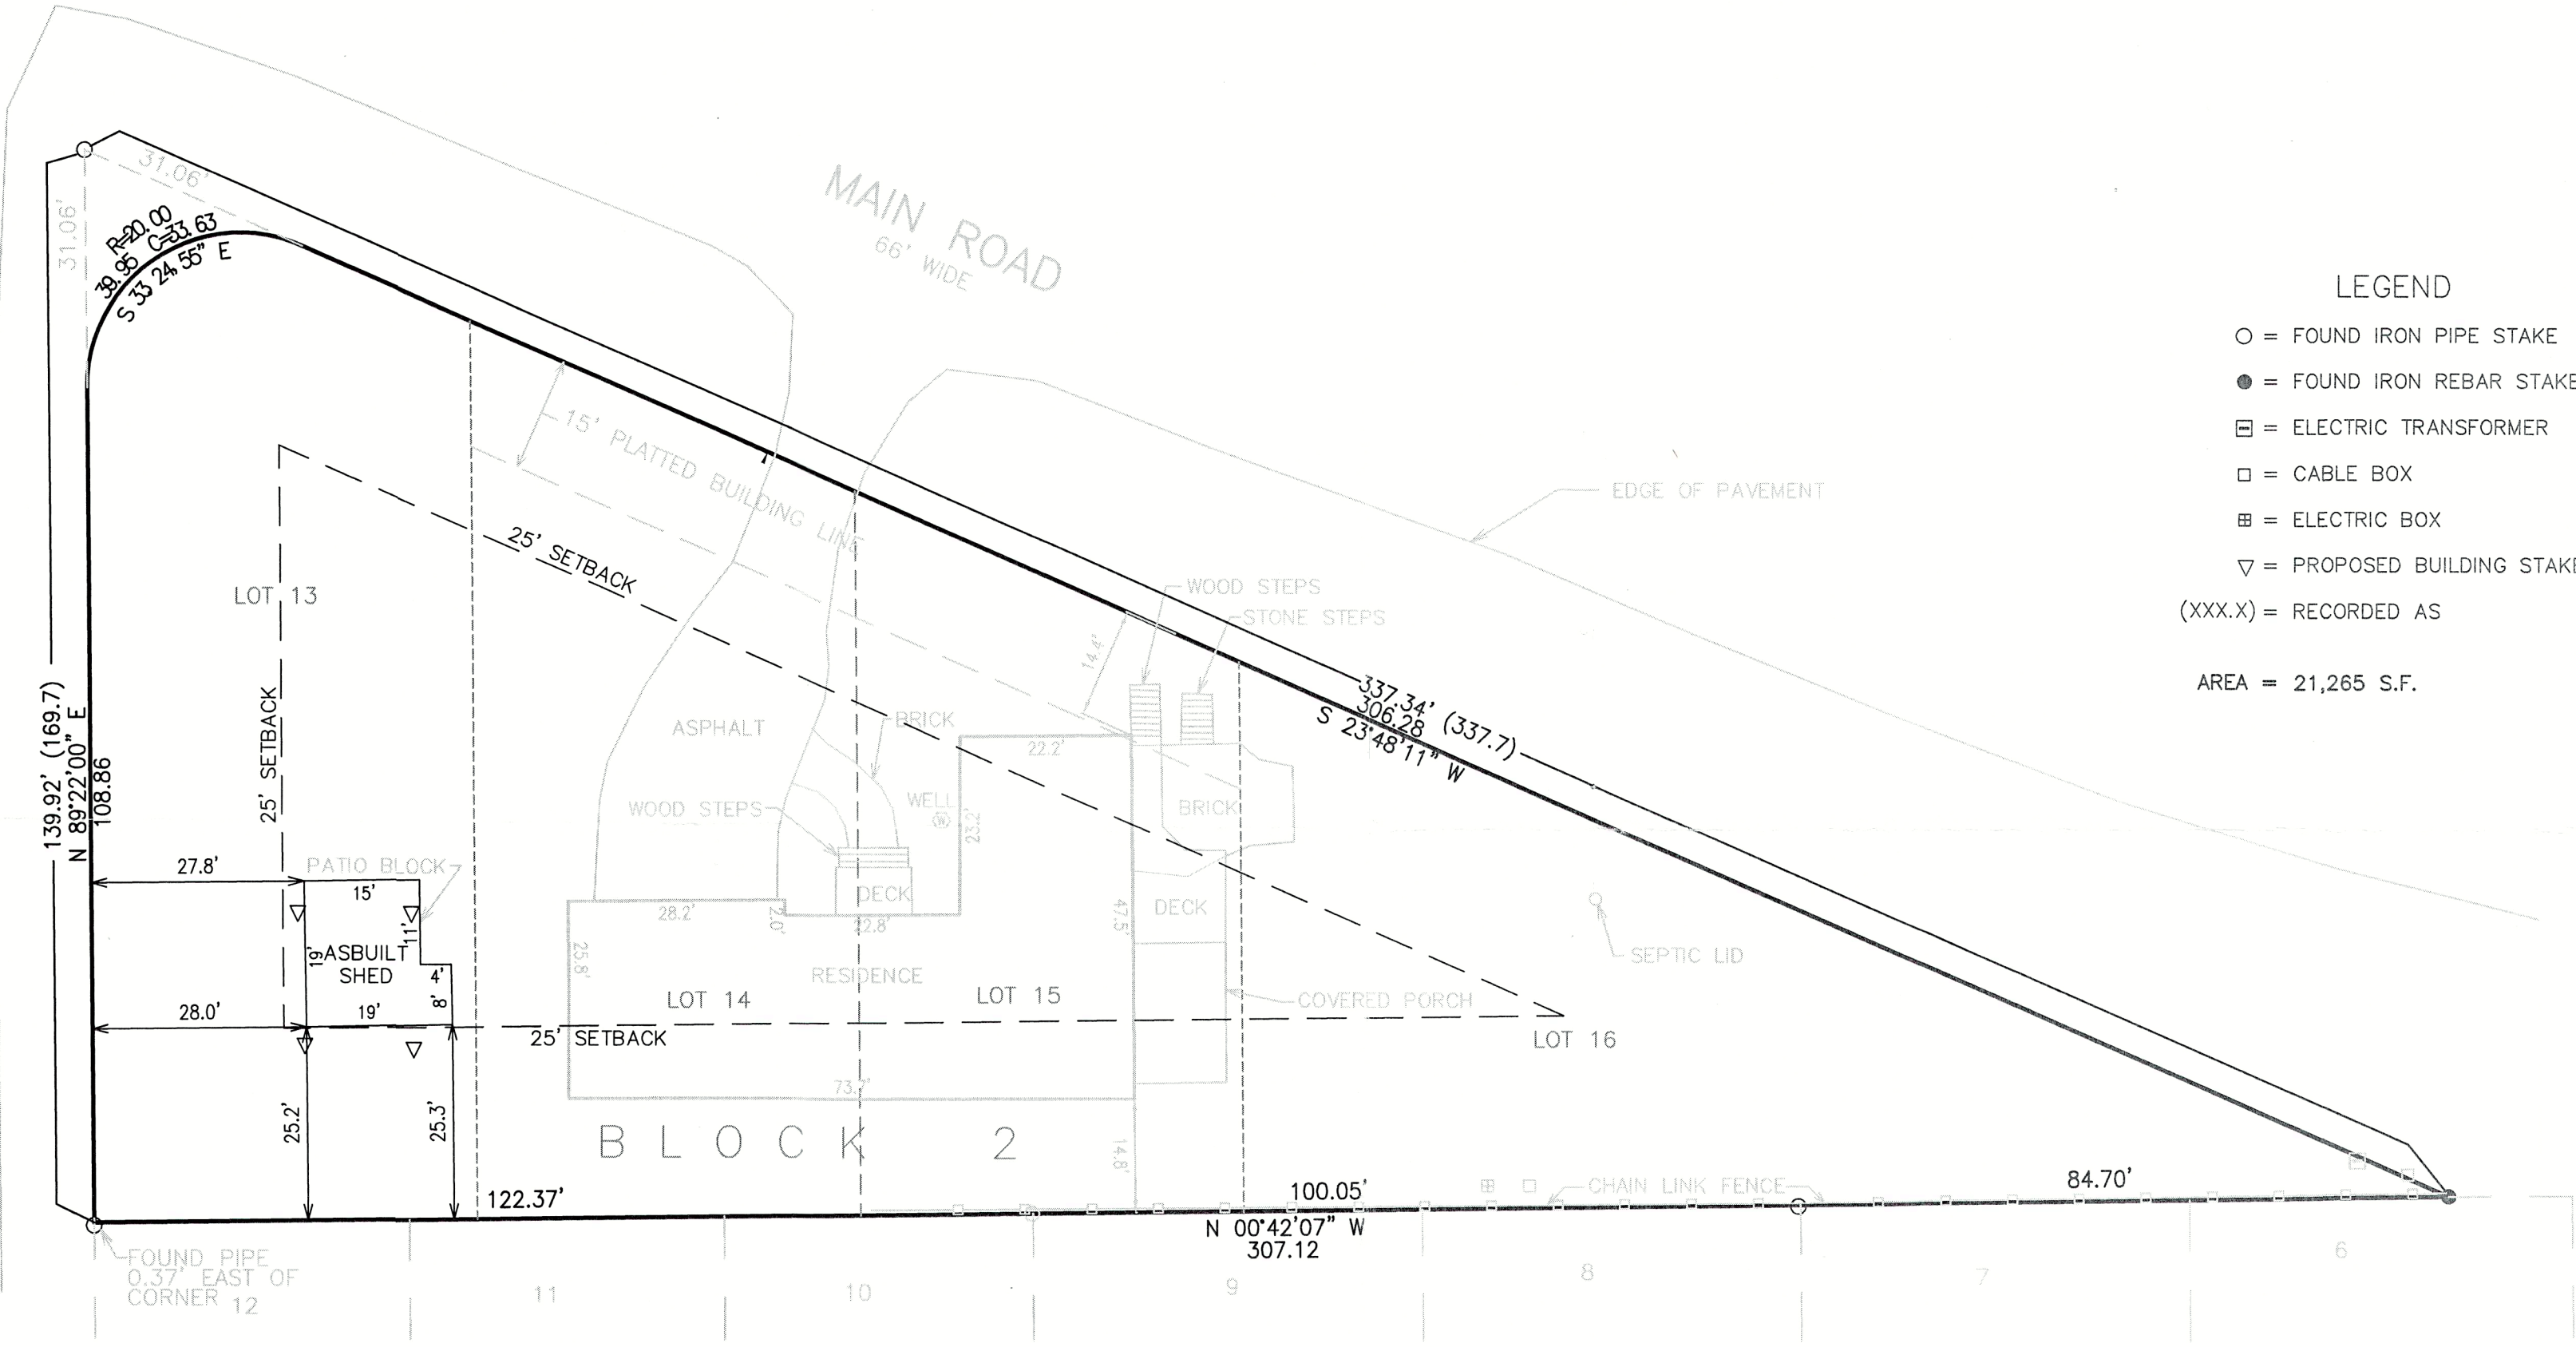 31.06'
31.06'
R=20.00
39.95 C=33.63
S 33 24,55" E
MAIN ROAD
66' WIDE
LEGEND
○ = FOUND IRON PIPE STAKE
● = FOUND IRON REBAR STAKE
= ELECTRIC TRANSFORMER
□ = CABLE BOX
⊞ = ELECTRIC BOX
▽ = PROPOSED BUILDING STAKE
(XXX.X) = RECORDED AS
AREA = 21,265 S.F.
15' PLATTED BUILDING LINE
25' SETBACK
EDGE OF PAVEMENT
WOOD STEPS
STONE STEPS
LOT 13
14.4'
337.34' (337.7)
306.28
S 23°48'11" W
139.92' (169.7)
N 89°22'00" E
108.86
25' SETBACK
ASPHALT
BRICK
22.2'
WOOD STEPS
WELL
W
23.2'
BRICK
27.8'
PATIO BLOCK
15'
11'
19'
ASBUILT
SHED
4'
8'
28.0'
19'
DECK
28.2'
2.0'
22.8'
47.5'
DECK
25.8'
RESIDENCE
LOT 14
LOT 15
SEPTIC LID
COVERED PORCH
25' SETBACK
LOT 16
73.7'
25.2'
25.3'
BLOCK 2
14.8'
122.37'
100.05'
CHAIN LINK FENCE
84.70'
N 00°42'07" W
307.12
FOUND PIPE
0.37' EAST OF
CORNER
12
11
10
9
8
7
6